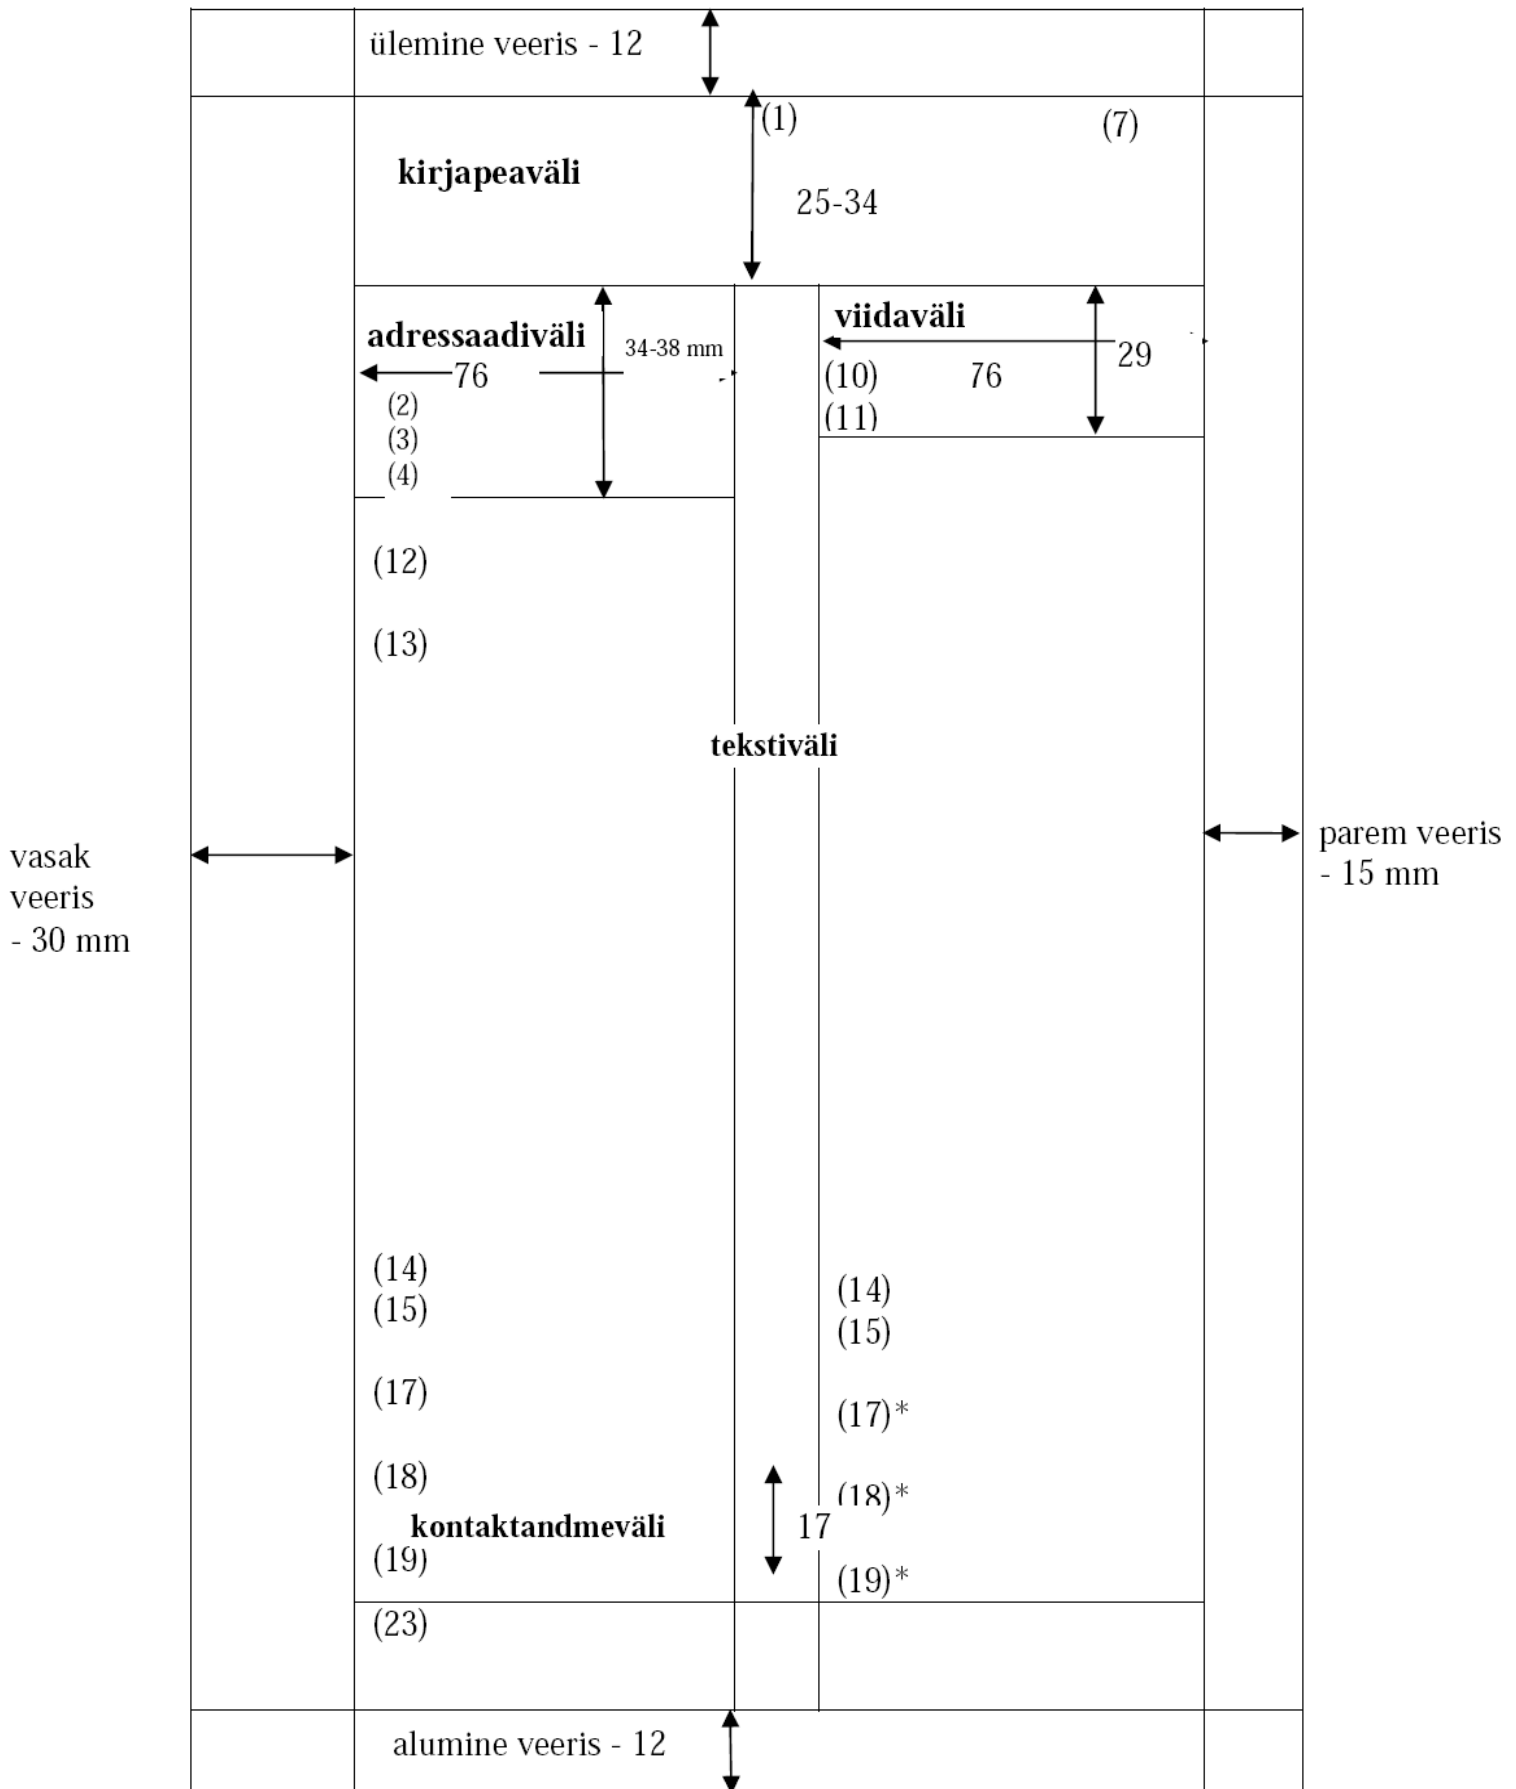 ülemine veeris - 12
(1)
(7)
kirjapeaväli
25-34
adressaadiväli
34-38 mm
76
(2)
(3)
(4)
viidaväli
29
(10)
76
(11)
(12)
(13)
tekstiväli
vasak
veeris
- 30 mm
parem veeris
- 15 mm
(14)
(15)
(17)
(18)
kontaktandmeväli
(19)
(14)
(15)
(17)*
(18)*
17
(19)*
(23)
alumine veeris - 12